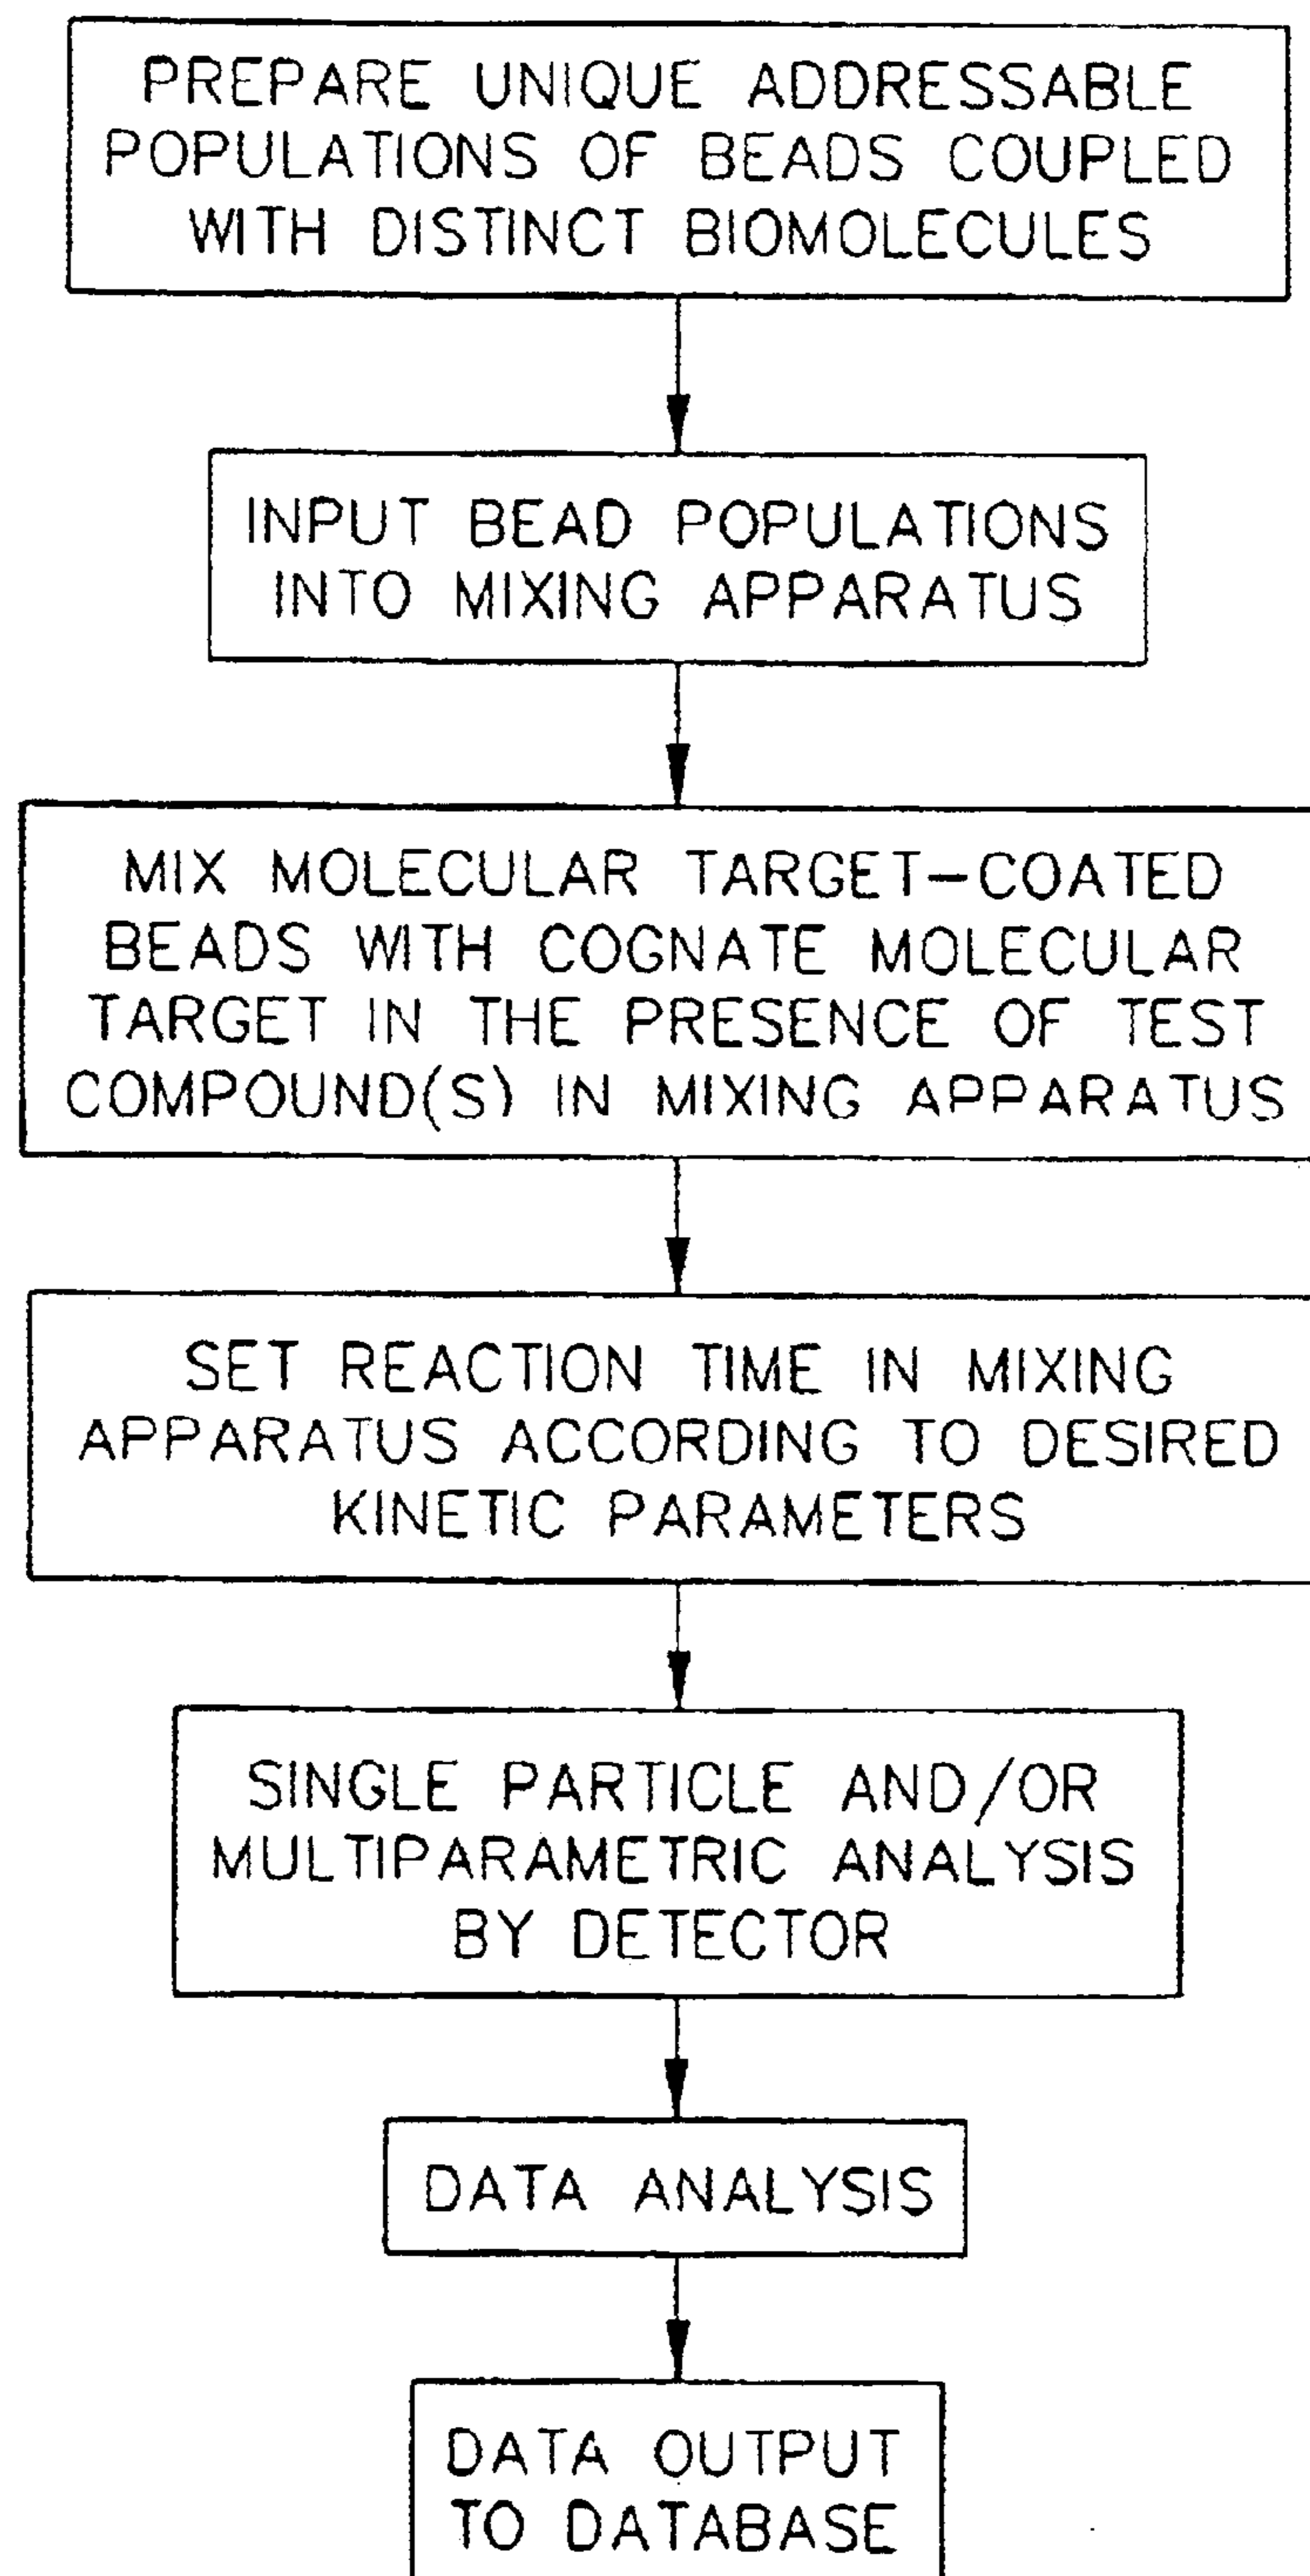 PREPARE UNIQUE ADDRESSABLE
POPULATIONS OF BEADS COUPLED
WITH DISTINCT BIOMOLECULES
INPUT BEAD POPULATIONS
INTO MIXING APPARATUS
MIX MOLECULAR TARGET-COATED
BEADS WITH COGNATE MOLECULAR
TARGET IN THE PRESENCE OF TEST
COMPOUND(S) IN MIXING APPARATUS
SET REACTION TIME IN MIXING
APPARATUS ACCORDING TO DESIRED
KINETIC PARAMETERS
SINGLE PARTICLE AND/OR
MULTIPARAMETRIC ANALYSIS
BY DETECTOR
DATA ANALYSIS
DATA OUTPUT
TO DATABASE